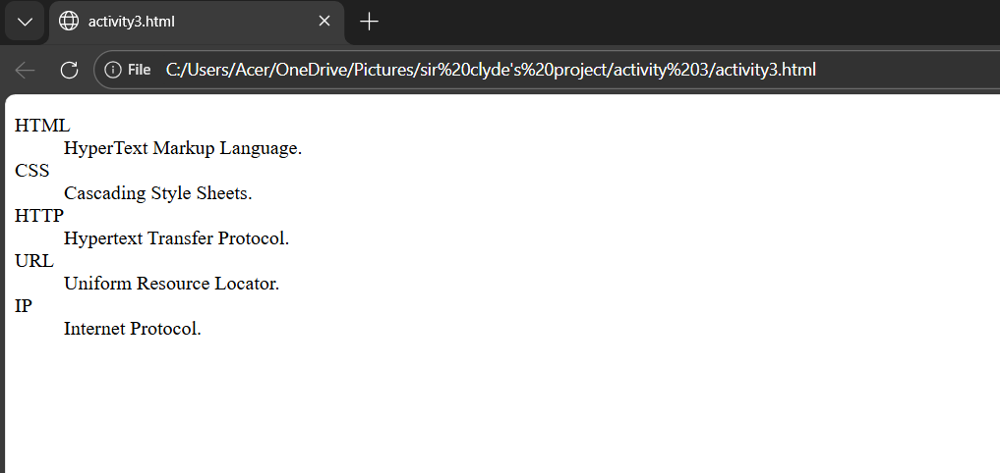 activity3.html
File C:/Users/Acer/OneDrive/Pictures/sir%20clyde's%20project/activity%203/activity3.html
HTML
HyperText Markup Language.
CSS
Cascading Style Sheets.
HTTP
Hypertext Transfer Protocol.
URL
Uniform Resource Locator.
IP
Internet Protocol.